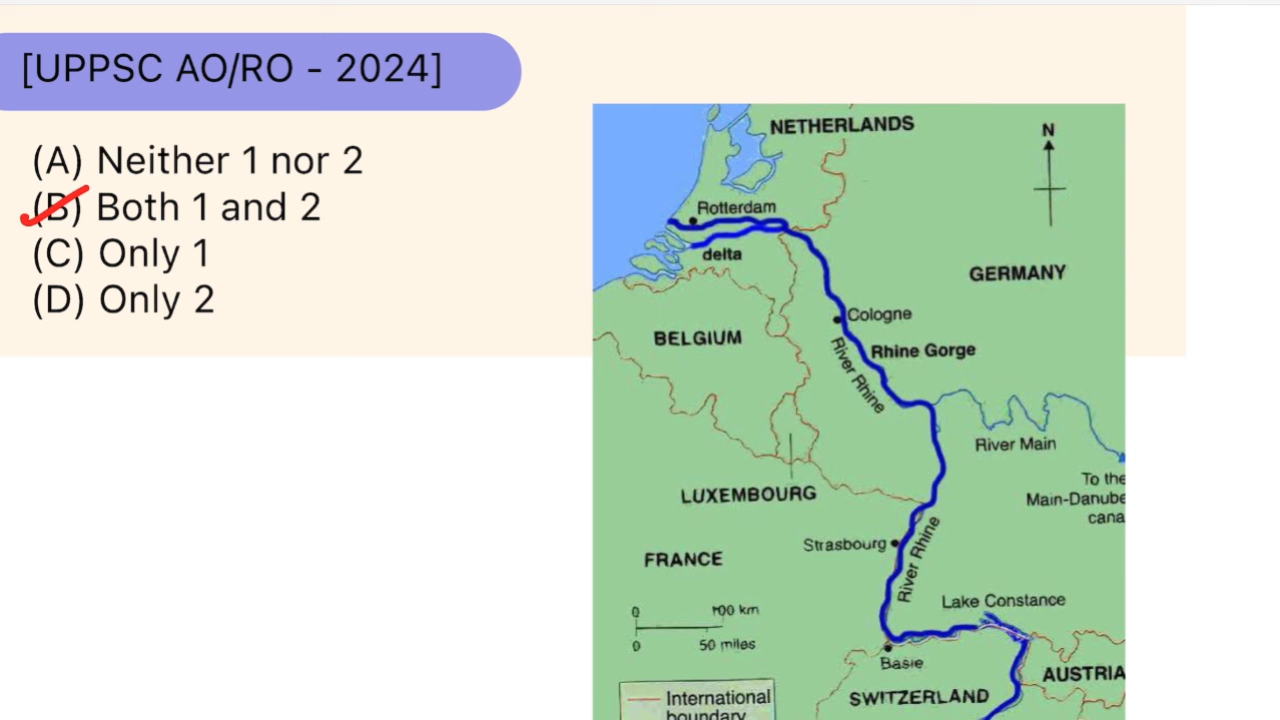 [UPPSC AO/RO - 2024]
(A) Neither 1 nor 2
(B) Both 1 and 2
(C) Only 1
(D) Only 2
NETHERLANDS
N
Rotterdam
delta
GERMANY
Cologne
BELGIUM
Rhine Gorge
River Rhine
River Main
To the
Main-Danube
cana
LUXEMBOURG
Strasbourg
River Rhine
FRANCE
Lake Constance
0 100 km
0 50 miles
Basie
AUSTRIA
SWITZERLAND
International
boundary